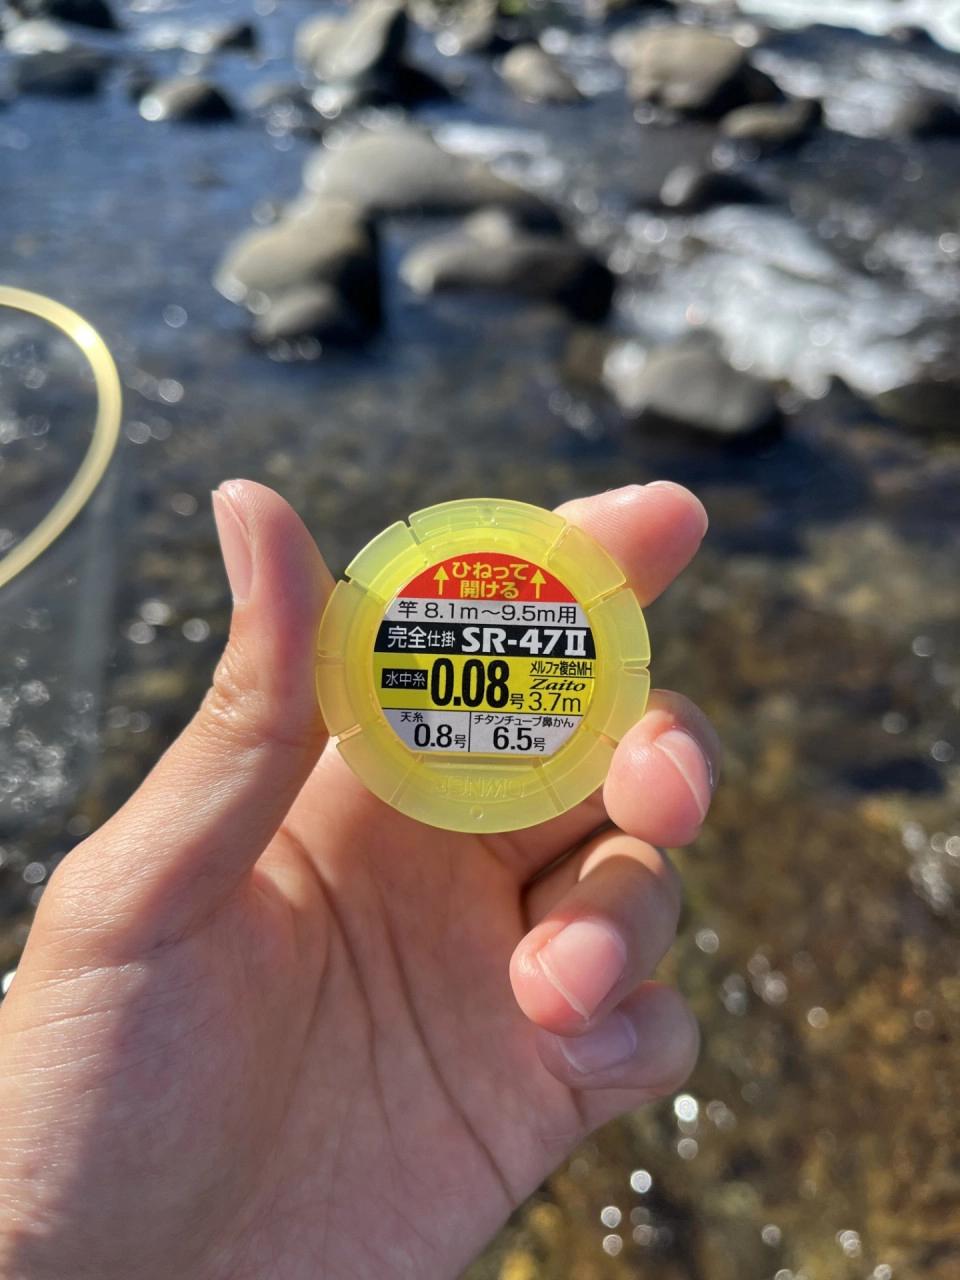 ひねって
開ける
竿 8.1m〜9.5m用
完全仕掛 SR-47Ⅱ
水中糸 0.08号
メルファ複合MH
Zaito
3.7m
天糸
0.8号
チタンチューブ鼻かん
6.5号
OWNER